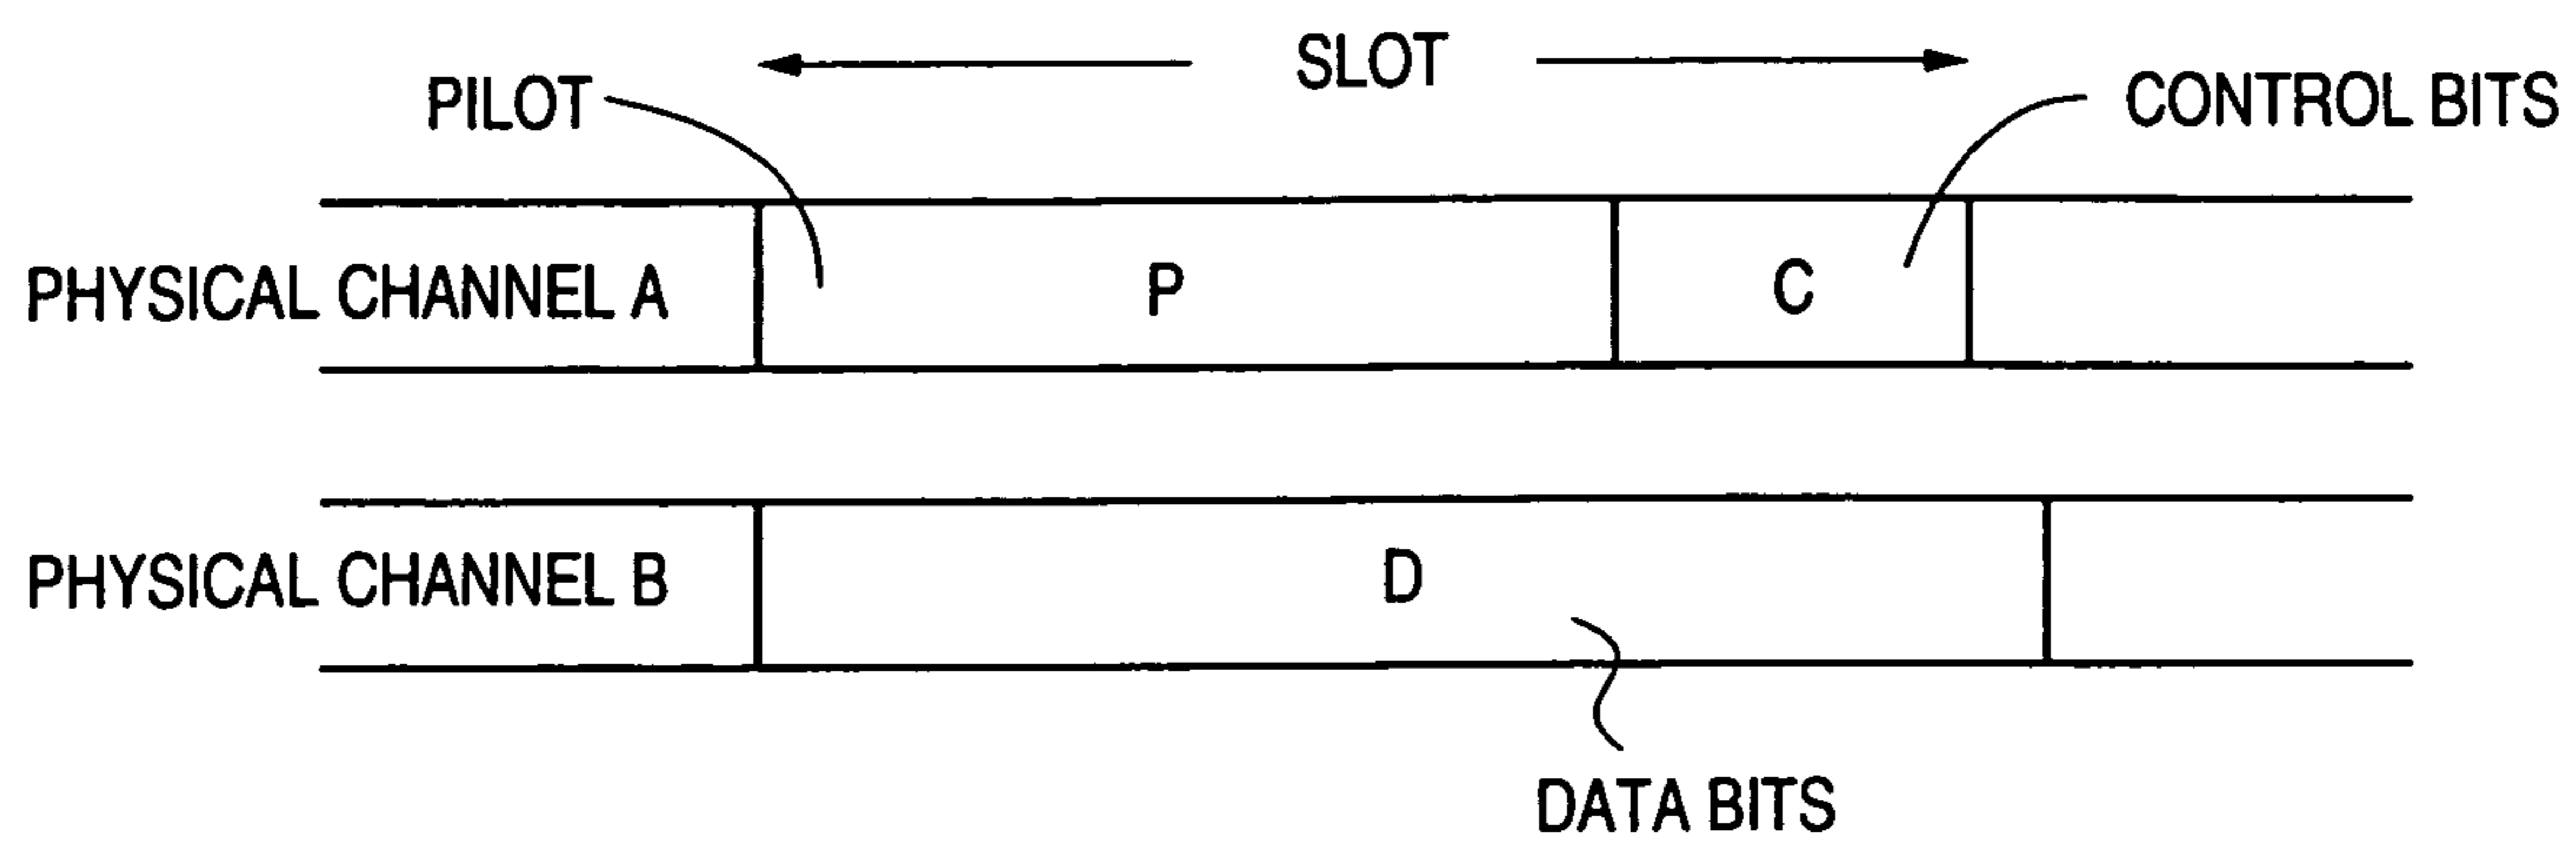 SLOT
PILOT
CONTROL BITS
PHYSICAL CHANNEL A
P
C
PHYSICAL CHANNEL B
D
DATA BITS